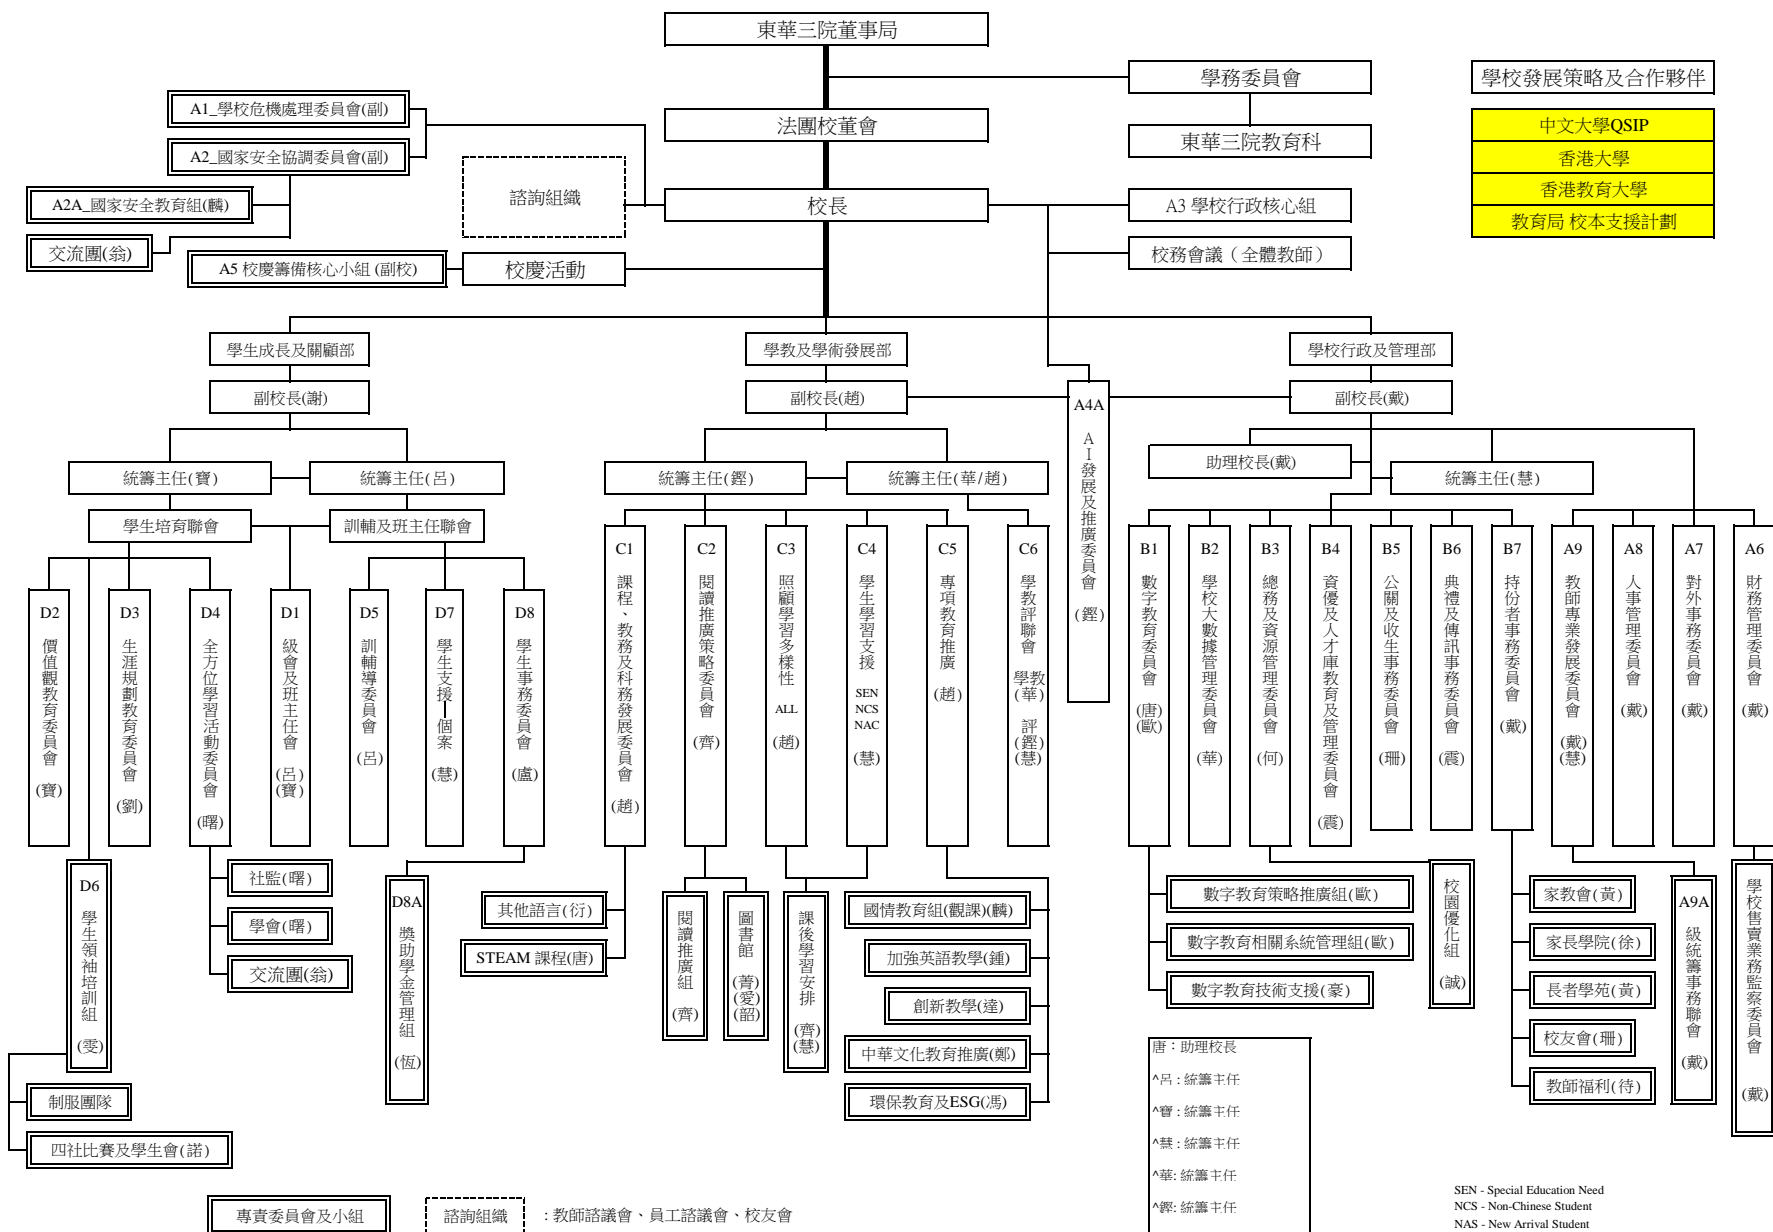 東華三院董事局
學務委員會
學校發展策略及合作夥伴
A1_學校危機處理委員會(副)
法團校董會
中文大學QSIP
A2_國家安全協調委員會(副)
東華三院教育科
香港大學
諮詢組織
香港教育大學
A2A_國家安全教育組(麟)
校長
A3 學校行政核心組
教育局 校本支援計劃
交流團(翁)
校務會議（全體教師）
A5 校慶籌備核心小組 (副校)
校慶活動
學生成長及關顧部
學教及學術發展部
學校行政及管理部
副校長(謝)
副校長(趙)
副校長(戴)
A4A AI發展及推廣委員會 (鏗)
統籌主任(寶)
統籌主任(呂)
統籌主任(鏗)
統籌主任(華/趙)
助理校長(戴)
統籌主任(慧)
學生培育聯會
訓輔及班主任聯會
D2 價值觀教育委員會 (寶)
D3 生涯規劃教育委員會 (劉)
D4 全方位學習活動委員會 (曙)
D1 級會及班主任會 (呂)(寶)
D5 訓輔導委員會 (呂)
D7 學生支援—個案 (慧)
D8 學生事務委員會 (盧)
C1 課程、教務及科務發展委員會 (趙)
C2 閱讀推廣策略委員會 (齊)
C3 照顧學習多樣性 ALL (趙)
C4 學生學習支援 SEN NCS NAC (慧)
C5 專項教育推廣 (趙)
C6 學教評聯會 學教(華) 評(鏗)(慧)
B1 數字教育委員會 (唐)(歐)
B2 學校大數據管理委員會 (華)
B3 總務及資源管理委員會 (何)
B4 資優及人才庫教育及管理委員會 (震)
B5 公關及收生事務委員會 (珊)
B6 典禮及傳訊事務委員會 (震)
B7 持份者事務委員會 (戴)
A9 教師專業發展委員會 (戴)(慧)
A8 人事管理委員會 (戴)
A7 對外事務委員會 (戴)
A6 財務管理委員會 (戴)
D6 學生領袖培訓組 (雯)
社監(曙)
學會(曙)
交流團(翁)
D8A 獎助學金管理組 (恆)
其他語言(衍)
STEAM 課程(唐)
閱讀推廣組 (齊)
圖書館 (菁)(愛)(韶)
課後學習安排 (齊)(慧)
國情教育組(觀課)(麟)
加強英語教學(鍾)
創新教學(達)
中華文化教育推廣(鄭)
環保教育及ESG(馮)
數字教育策略推廣組(歐)
數字教育相關系統管理組(歐)
數字教育技術支援(豪)
校園優化組 (誠)
家教會(黃)
家長學院(徐)
長者學苑(黃)
校友會(珊)
教師福利(待)
A9A 級統籌事務聯會 (戴)
學校售賣業務監察委員會 (戴)
制服團隊
四社比賽及學生會(諾)
唐：助理校長
^呂：統籌主任
^寶：統籌主任
^慧：統籌主任
^華: 統籌主任
^鏗: 統籌主任
專責委員會及小組
諮詢組織
：教師諮議會、員工諮議會、校友會
SEN - Special Education Need
NCS - Non-Chinese Student
NAS - New Arrival Student